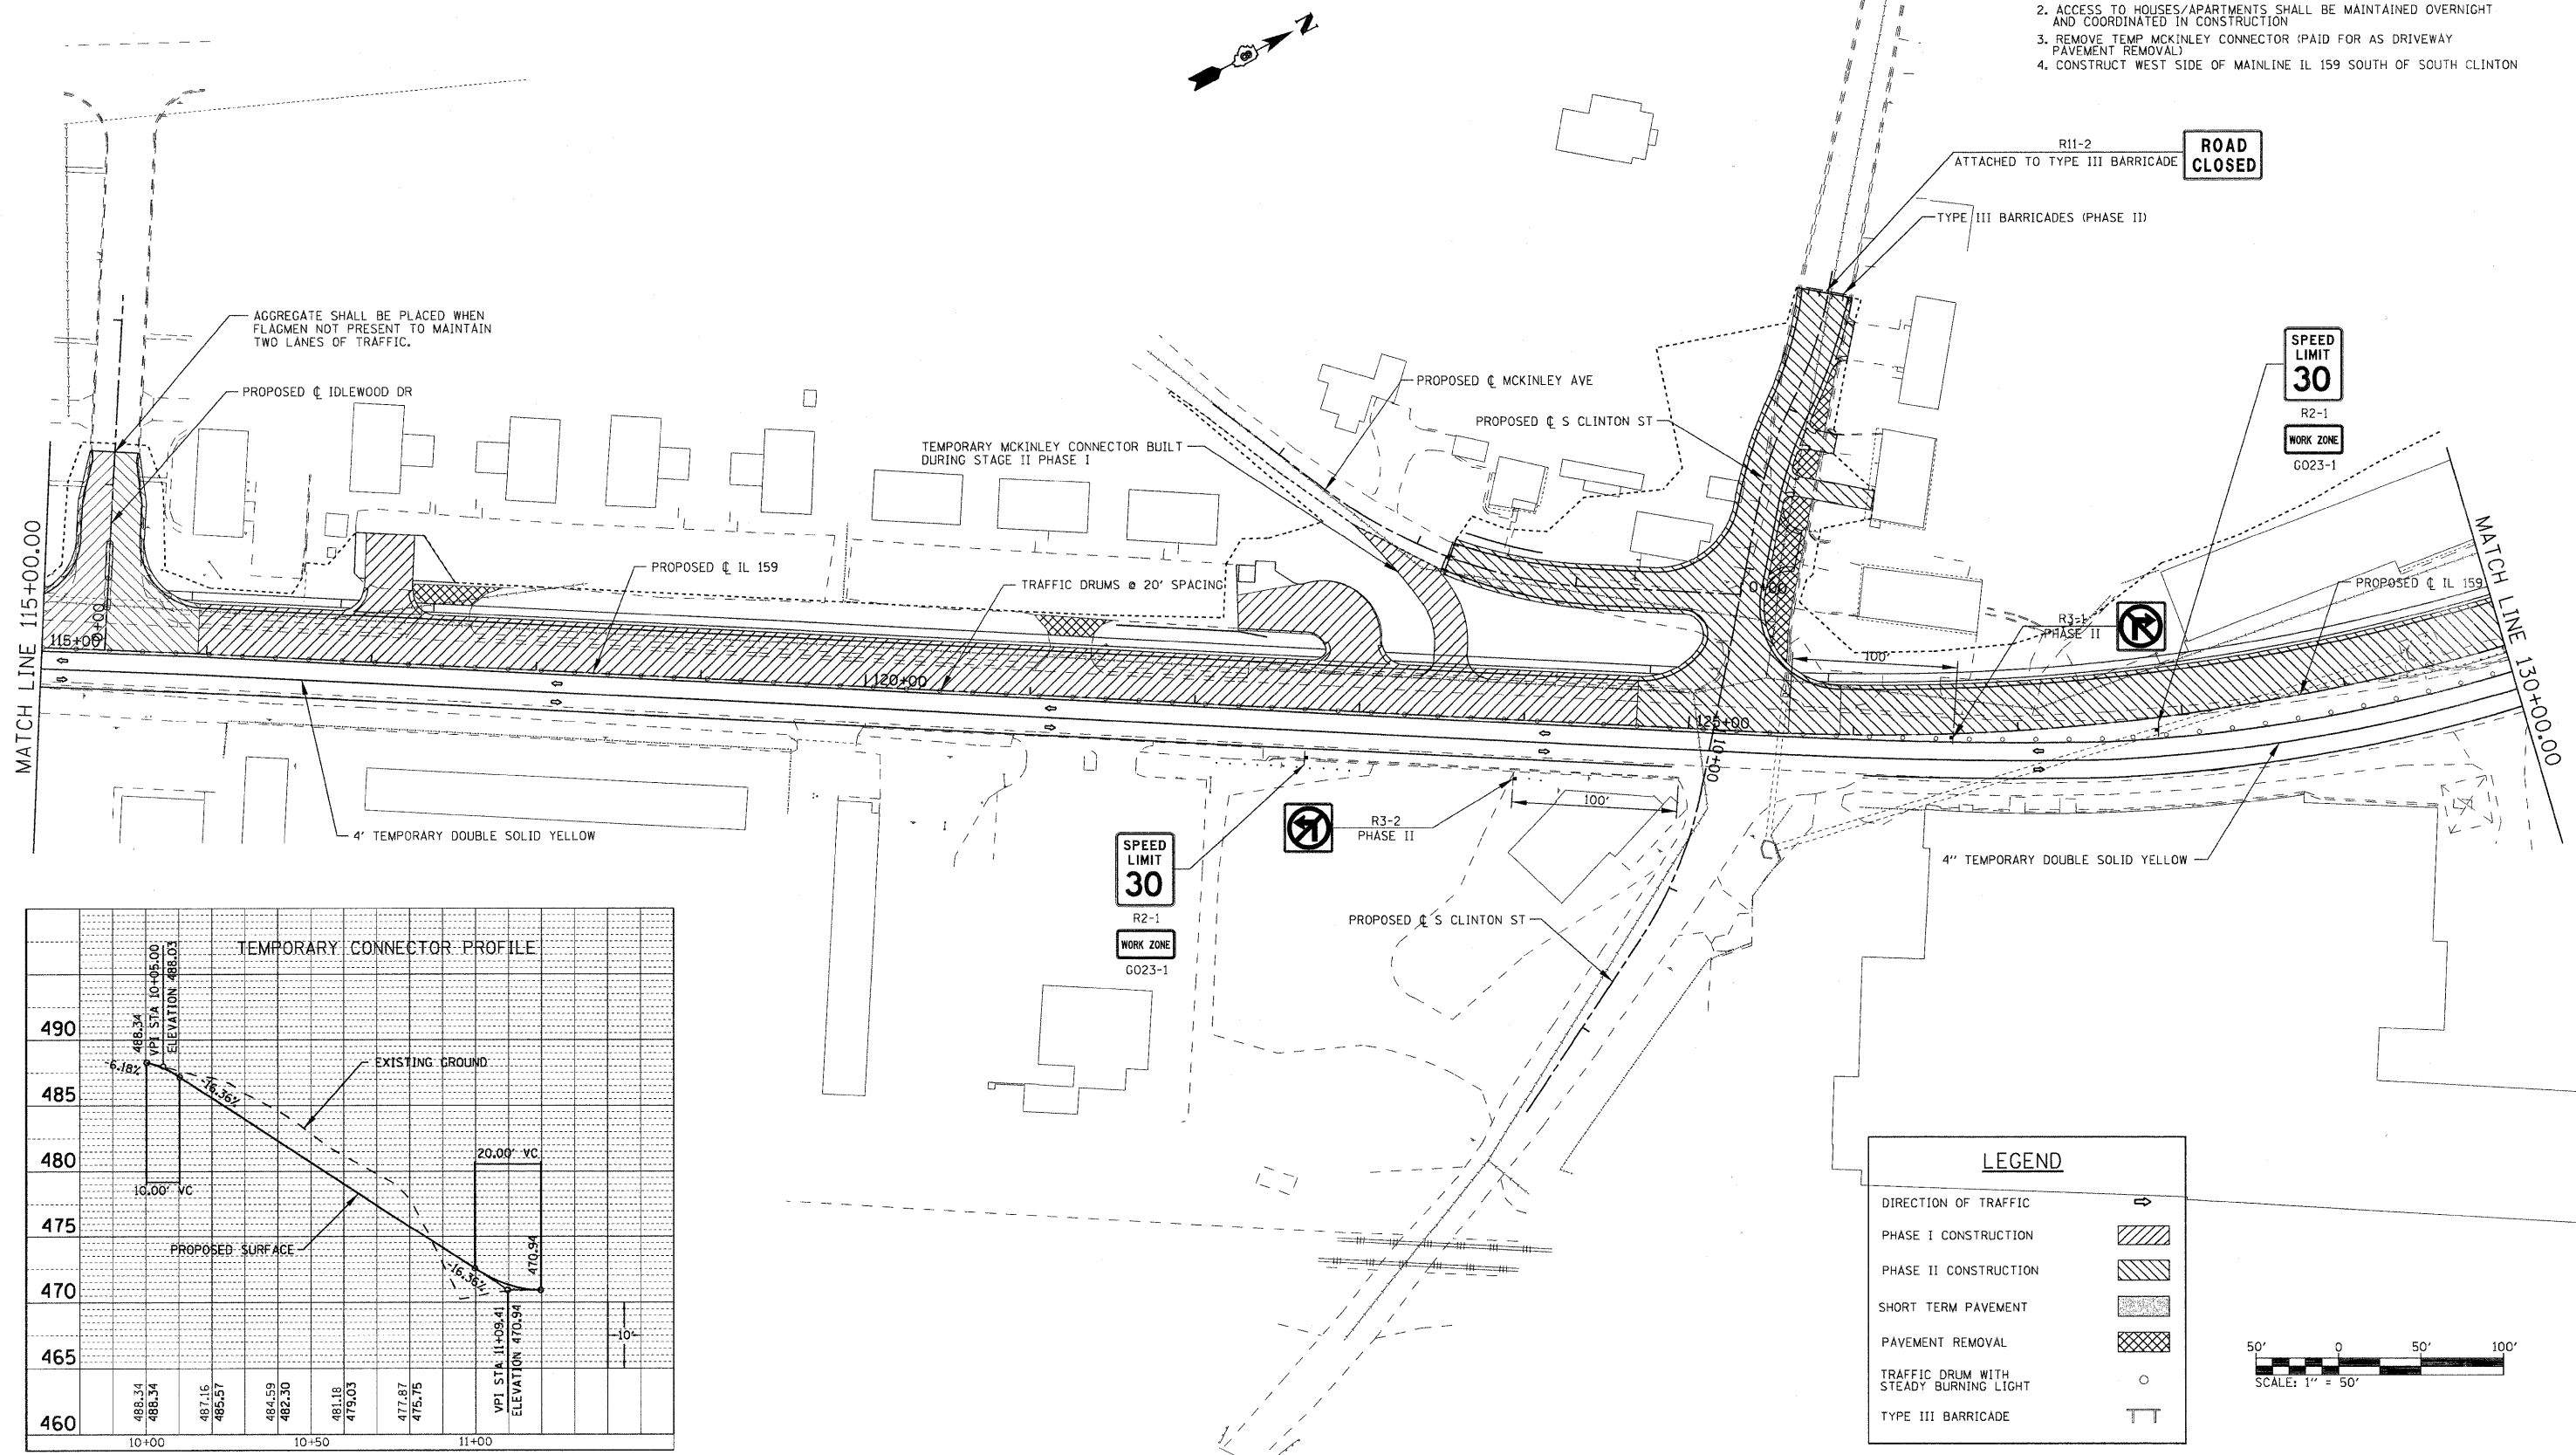 2. ACCESS TO HOUSES/APARTMENTS SHALL BE MAINTAINED OVERNIGHT
AND COORDINATED IN CONSTRUCTION
3. REMOVE TEMP MCKINLEY CONNECTOR (PAID FOR AS DRIVEWAY
PAVEMENT REMOVAL)
4. CONSTRUCT WEST SIDE OF MAINLINE IL 159 SOUTH OF SOUTH CLINTON
N
R11-2
ATTACHED TO TYPE III BARRICADE
ROAD
CLOSED
TYPE III BARRICADES (PHASE II)
AGGREGATE SHALL BE PLACED WHEN
FLAGMEN NOT PRESENT TO MAINTAIN
TWO LANES OF TRAFFIC.
PROPOSED ℄ IDLEWOOD DR
PROPOSED ℄ MCKINLEY AVE
PROPOSED ℄ S CLINTON ST
TEMPORARY MCKINLEY CONNECTOR BUILT
DURING STAGE II PHASE I
SPEED
LIMIT
30
R2-1
WORK ZONE
G023-1
MATCH LINE 115+00.00
PROPOSED ℄ IL 159
TRAFFIC DRUMS @ 20' SPACING
PROPOSED ℄ IL 159
R3-1
PHASE II
100'
MATCH LINE 130+00.00
115+00
120+00
125+00
10+00
4' TEMPORARY DOUBLE SOLID YELLOW
100'
R3-2
PHASE II
SPEED
LIMIT
30
R2-1
WORK ZONE
G023-1
4" TEMPORARY DOUBLE SOLID YELLOW
PROPOSED ℄ S CLINTON ST
TEMPORARY CONNECTOR PROFILE
488.34
VPI STA 10+05.00
ELEVATION 488.03
-6.18%
-16.36%
EXISTING GROUND
10.00' VC
20.00' VC
PROPOSED SURFACE
-16.36%
470.94
VPI STA 11+09.41
ELEVATION 470.94
10'
490
485
480
475
470
465
460
488.34
488.34
487.16
485.57
484.59
482.30
481.18
479.03
477.87
475.75
10+00
10+50
11+00
LEGEND
DIRECTION OF TRAFFIC
PHASE I CONSTRUCTION
PHASE II CONSTRUCTION
SHORT TERM PAVEMENT
PAVEMENT REMOVAL
TRAFFIC DRUM WITH
STEADY BURNING LIGHT
TYPE III BARRICADE
50' 0 50' 100'
SCALE: 1" = 50'